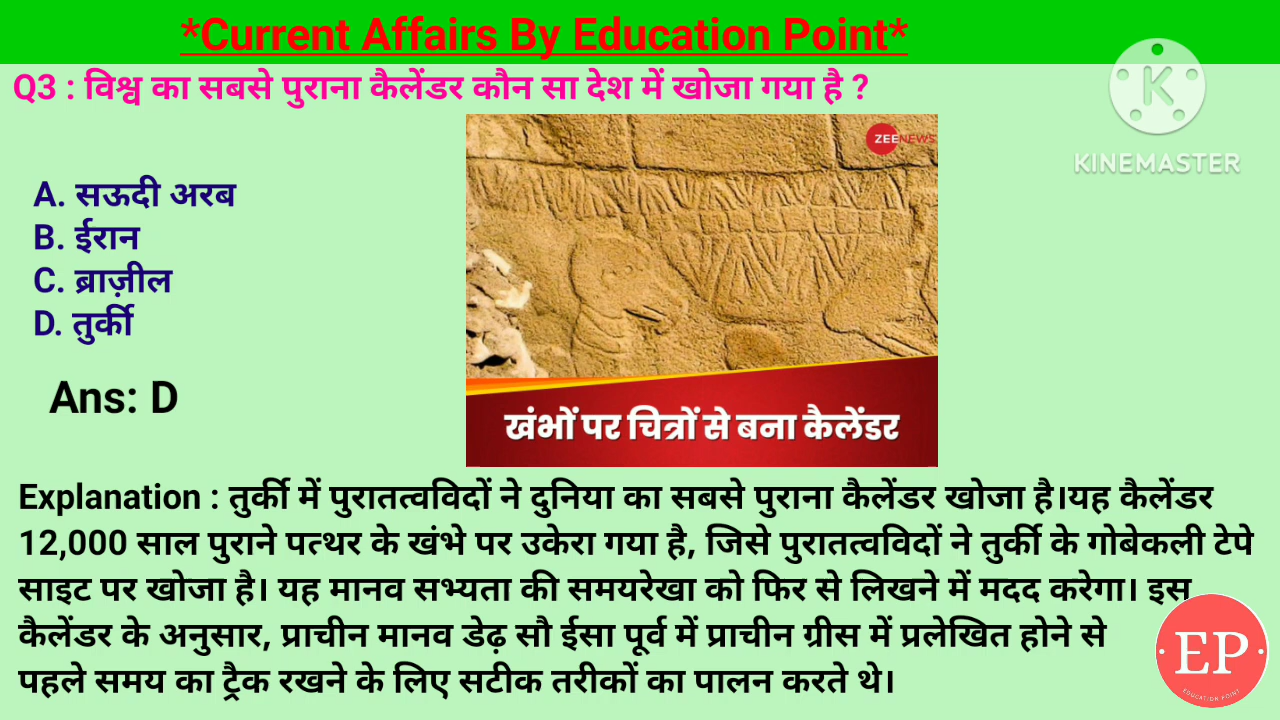 *Current Affairs By Education Point*
Q3 : विश्व का सबसे पुराना कैलेंडर कौन सा देश में खोजा गया है ?
KINEMASTER
ZEENEWS
A. सऊदी अरब
B. ईरान
C. ब्राज़ील
D. तुर्की
Ans: D
खंभों पर चित्रों से बना कैलेंडर
Explanation : तुर्की में पुरातत्वविदों ने दुनिया का सबसे पुराना कैलेंडर खोजा है।यह कैलेंडर
12,000 साल पुराने पत्थर के खंभे पर उकेरा गया है, जिसे पुरातत्वविदों ने तुर्की के गोबेकली टेपे
साइट पर खोजा है। यह मानव सभ्यता की समयरेखा को फिर से लिखने में मदद करेगा। इस
कैलेंडर के अनुसार, प्राचीन मानव डेढ़ सौ ईसा पूर्व में प्राचीन ग्रीस में प्रलेखित होने से
पहले समय का ट्रैक रखने के लिए सटीक तरीकों का पालन करते थे।
EP
EDUCATION POINT